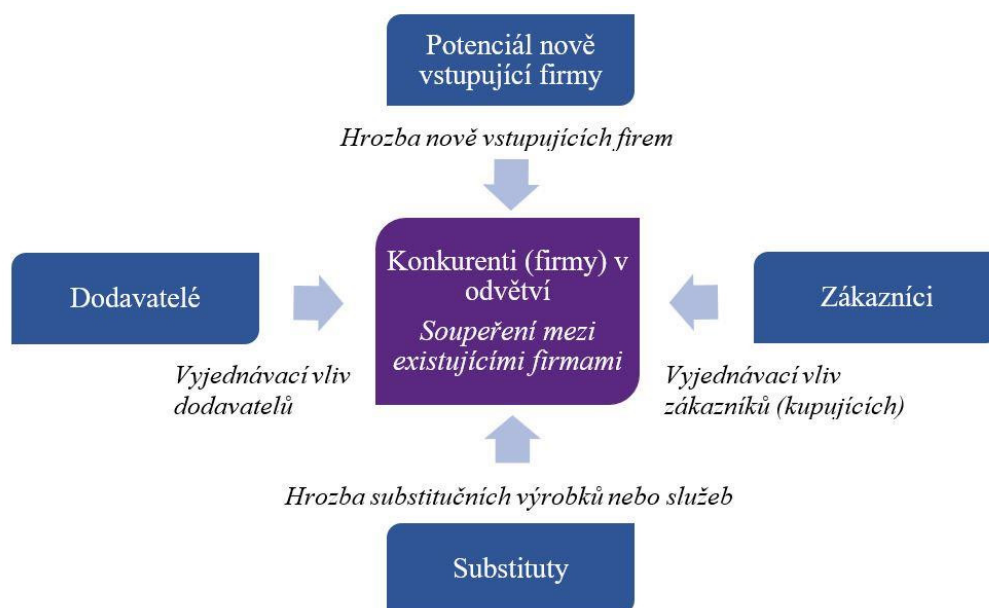 Potenciál nově
vstupující firmy
Hrozba nově vstupujících firem
Dodavatelé
Vyjednávací vliv
dodavatelů
Konkurenti (firmy) v
odvětví
Soupeření mezi
existujícími firmami
Zákazníci
Vyjednávací vliv
zákazníků (kupujících)
Hrozba substitučních výrobků nebo služeb
Substituty